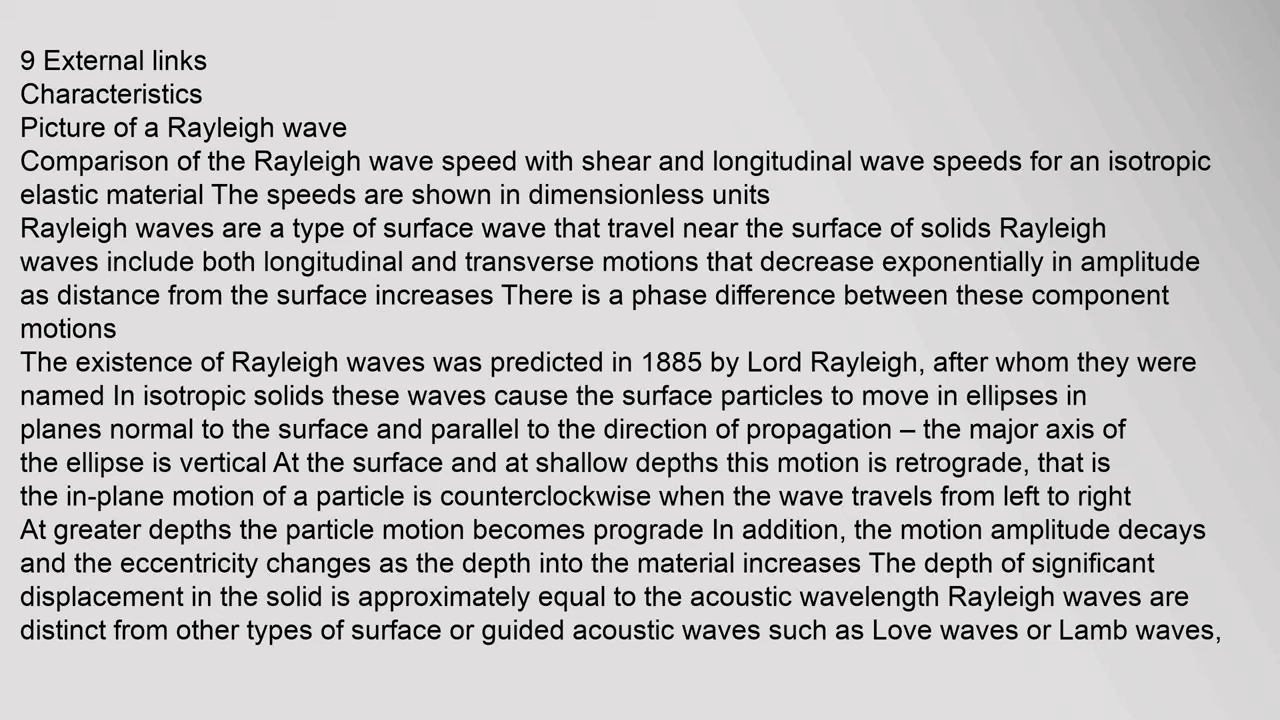 9 External links
Characteristics
Picture of a Rayleigh wave
Comparison of the Rayleigh wave speed with shear and longitudinal wave speeds for an isotropic
elastic material The speeds are shown in dimensionless units
Rayleigh waves are a type of surface wave that travel near the surface of solids Rayleigh
waves include both longitudinal and transverse motions that decrease exponentially in amplitude
as distance from the surface increases There is a phase difference between these component
motions
The existence of Rayleigh waves was predicted in 1885 by Lord Rayleigh, after whom they were
named In isotropic solids these waves cause the surface particles to move in ellipses in
planes normal to the surface and parallel to the direction of propagation – the major axis of
the ellipse is vertical At the surface and at shallow depths this motion is retrograde, that is
the in-plane motion of a particle is counterclockwise when the wave travels from left to right
At greater depths the particle motion becomes prograde In addition, the motion amplitude decays
and the eccentricity changes as the depth into the material increases The depth of significant
displacement in the solid is approximately equal to the acoustic wavelength Rayleigh waves are
distinct from other types of surface or guided acoustic waves such as Love waves or Lamb waves,